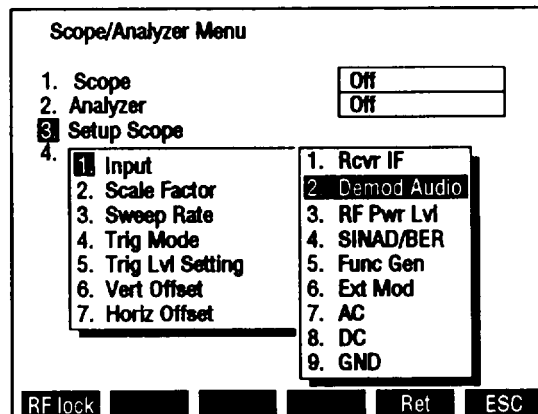 Scope/Analyzer Menu
1. Scope Off
2. Analyzer Off
3. Setup Scope
4.
1. Input
2. Scale Factor
3. Sweep Rate
4. Trig Mode
5. Trig Lvl Setting
6. Vert Offset
7. Horiz Offset
1. Rcvr IF
2. Demod Audio
3. RF Pwr Lvl
4. SINAD/BER
5. Func Gen
6. Ext Mod
7. AC
8. DC
9. GND
RF lock Ret ESC